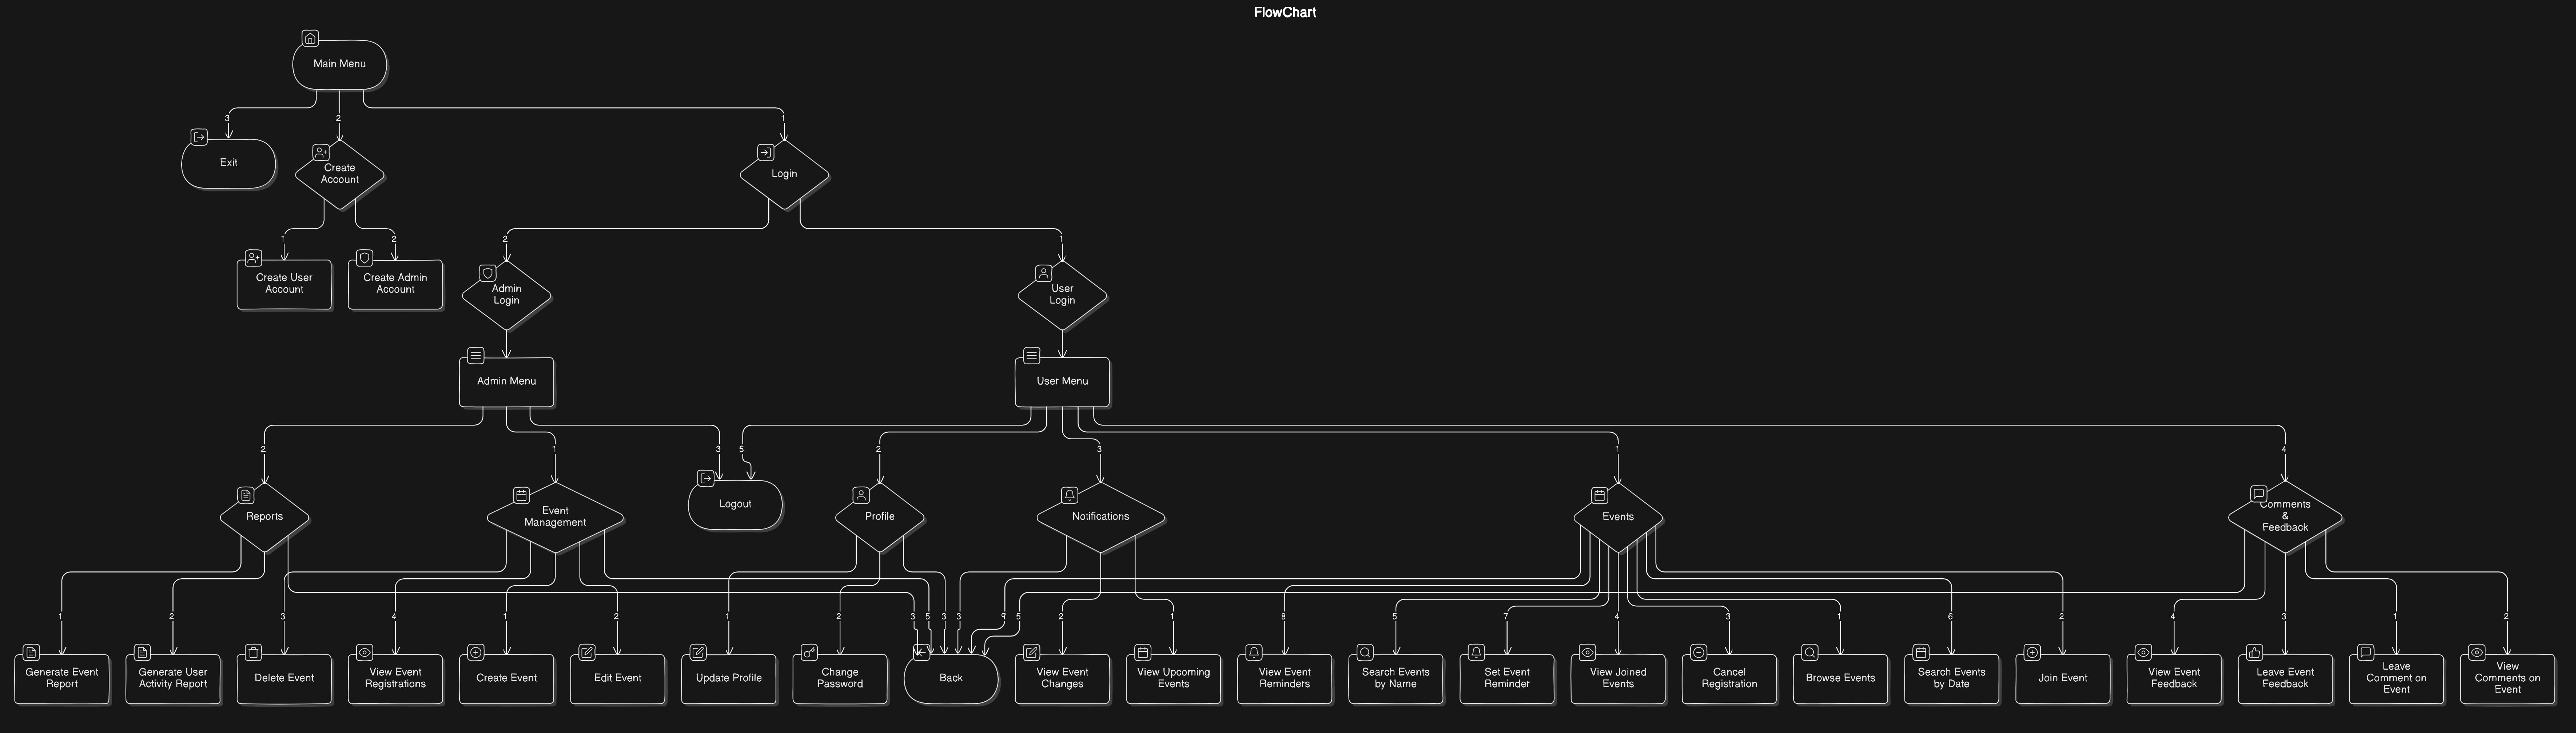 FlowChart
Main Menu
3
2
1
Exit
Create
Account
Login
1
2
2
1
Create User
Account
Create Admin
Account
Admin
Login
User
Login
Admin Menu
User Menu
2
1
3
5
2
3
1
4
Reports
Event
Management
Logout
Profile
Notifications
Events
Comments
&
Feedback
1
2
3
4
1
2
1
2
3
5
3
3
9
5
2
1
8
5
7
4
3
1
6
2
4
3
1
2
Generate Event
Report
Generate User
Activity Report
Delete Event
View Event
Registrations
Create Event
Edit Event
Update Profile
Change
Password
Back
View Event
Changes
View Upcoming
Events
View Event
Reminders
Search Events
by Name
Set Event
Reminder
View Joined
Events
Cancel
Registration
Browse Events
Search Events
by Date
Join Event
View Event
Feedback
Leave Event
Feedback
Leave
Comment on
Event
View
Comments on
Event